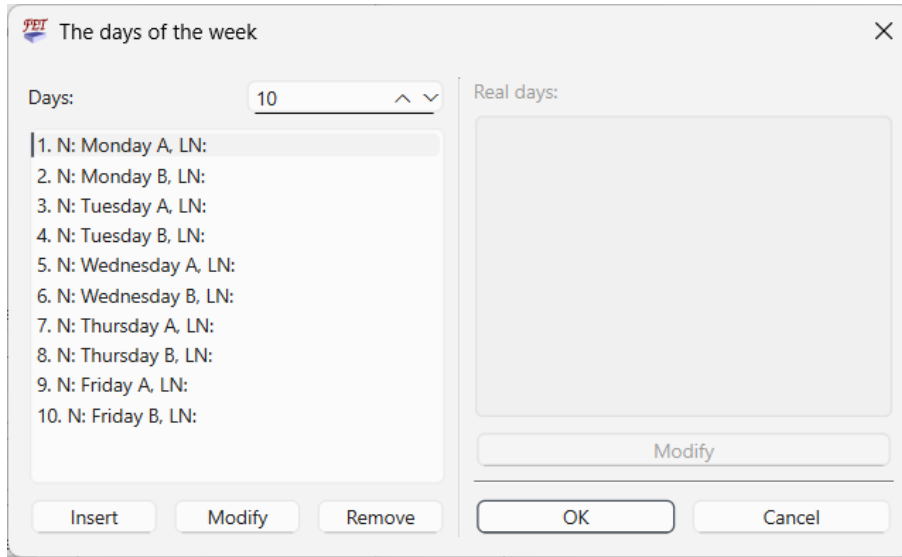 FET The days of the week
Days: 10
1. N: Monday A, LN:
2. N: Monday B, LN:
3. N: Tuesday A, LN:
4. N: Tuesday B, LN:
5. N: Wednesday A, LN:
6. N: Wednesday B, LN:
7. N: Thursday A, LN:
8. N: Thursday B, LN:
9. N: Friday A, LN:
10. N: Friday B, LN:
Insert Modify Remove
Real days:
Modify
OK Cancel